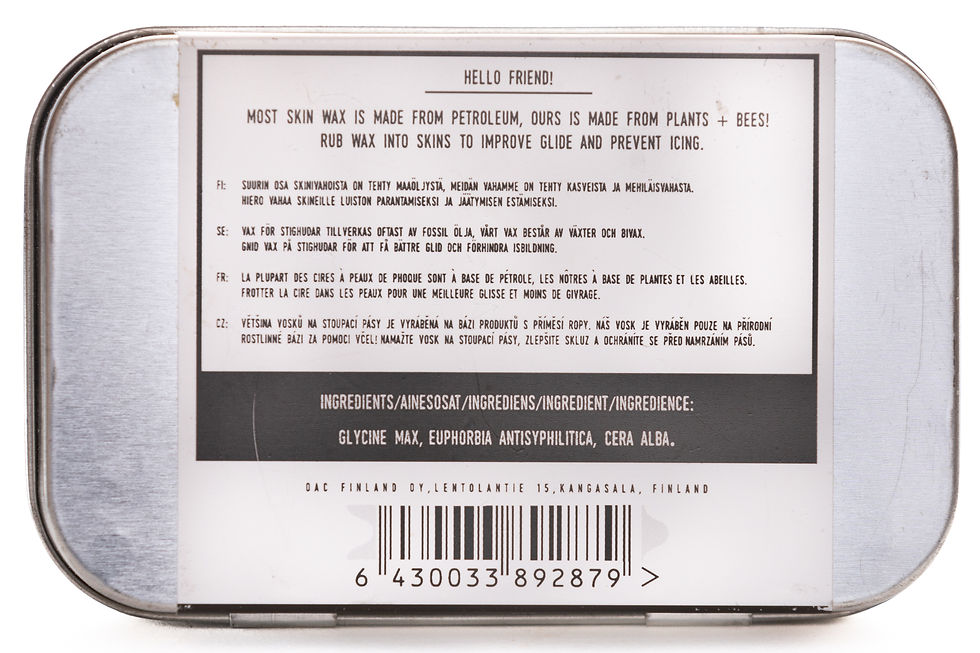 HELLO FRIEND!
MOST SKIN WAX IS MADE FROM PETROLEUM, OURS IS MADE FROM PLANTS + BEES!
RUB WAX INTO SKINS TO IMPROVE GLIDE AND PREVENT ICING.
FI: SUURIN OSA SKINIVAHOISTA ON TEHTY MAAÖLJYSTÄ, MEIDÄN VAHAMME ON TEHTY KASVEISTA JA MEHILÄISVAHASTA.
HIERO VAHAA SKINEILLE LUISTON PARANTAMISEKSI JA JÄÄTYMISEN ESTÄMISEKSI.
SE: VAX FÖR STIGHUDAR TILLVERKAS OFTAST AV FOSSIL ÖLJA, VÅRT VAX BESTÅR AV VÄXTER OCH BIVAX.
GNID VAX PÅ STIGHUDAR FÖR ATT FÅ BÄTTRE GLID OCH FÖRHINDRA ISBILDNING.
FR: LA PLUPART DES CIRES À PEAUX DE PHOQUE SONT À BASE DE PÉTROLE, LES NÔTRES À BASE DE PLANTES ET LES ABEILLES.
FROTTER LA CIRE DANS LES PEAUX POUR UNE MEILLEURE GLISSE ET MOINS DE GIVRAGE.
CZ: VĚTŠINA VOSKŮ NA STOUPACÍ PÁSY JE VYRÁBĚNÁ NA BÁZI PRODUKTŮ S PŘÍMĚSÍ ROPY. NÁŠ VOSK JE VYRÁBĚN POUZE NA PŘÍRODNÍ
ROSTLINNÉ BÁZI ZA POMOCI VČEL! NAMAŽTE VOSK NA STOUPACÍ PÁSY, ZLEPŠÍTE SKLUZ A OCHRÁNÍTE SE PŘED NAMRZÁNÍM PÁSŮ.
INGREDIENTS/AINESOSAT/INGREDIENS/INGREDIENT/INGREDIENCE:
GLYCINE MAX, EUPHORBIA ANTISYPHILITICA, CERA ALBA.
OAC FINLAND OY,LENTOLANTIE 15,KANGASALA, FINLAND
6 430033 892879 >